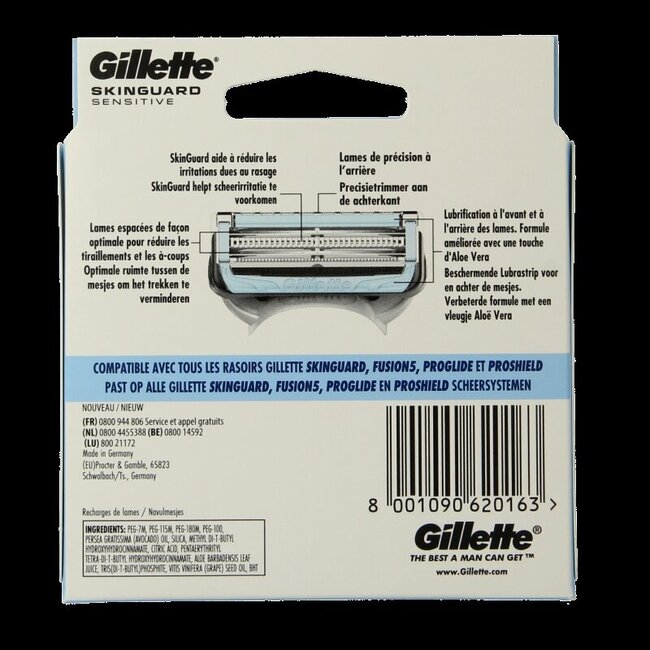 Gillette®
SKINGUARD
SENSITIVE
SkinGuard aide à réduire les
irritations dues au rasage
SkinGuard helpt scheerirritatie te
voorkomen
Lames de précision à
l'arrière
Precisietrimmer aan
de achterkant
Lames espacées de façon
optimale pour réduire les
tiraillements et les à-coups
Optimale ruimte tussen de
mesjes om het trekken te
verminderen
Lubrification à l'avant et à
l'arrière des lames. Formule
améliorée avec une touche
d'Aloe Vera
Beschermende Lubrastrip voor
en achter de mesjes.
Verbeterde formule met een
vleugje Aloë Vera
Gillette
COMPATIBLE AVEC TOUS LES RASOIRS GILLETTE SKINGUARD, FUSION5, PROGLIDE ET PROSHIELD
PAST OP ALLE GILLETTE SKINGUARD, FUSION5, PROGLIDE EN PROSHIELD SCHEERSYSTEMEN
NOUVEAU / NIEUW
(FR) 0800 944 806 Service et appel gratuits
(NL) 0800 4455388 (BE) 0800 14592
(LU) 800 21172
Made in Germany
(EU)Procter & Gamble, 65823
Schwalbach/Ts., Germany
8 001090 620163 >
Recharges de lames / Navulmesjes
INGREDIENTS: PEG-7M, PEG-115M, PEG-180M, PEG-100,
PERSEA GRATISSIMA (AVOCADO) OIL, SILICA, METHYL DI-T-BUTYL
HYDROXYHYDROCINNAMATE, CITRIC ACID, PENTAERYTHRITYL
TETRA-DI-T-BUTYL HYDROXYHYDROCINNAMATE, ALOE BARBADENSIS LEAF
JUICE, TRIS(DI-T-BUTYL)PHOSPHITE, VITIS VINIFERA (GRAPE) SEED OIL, BHT
Gillette®
THE BEST A MAN CAN GET™
www.Gillette.com